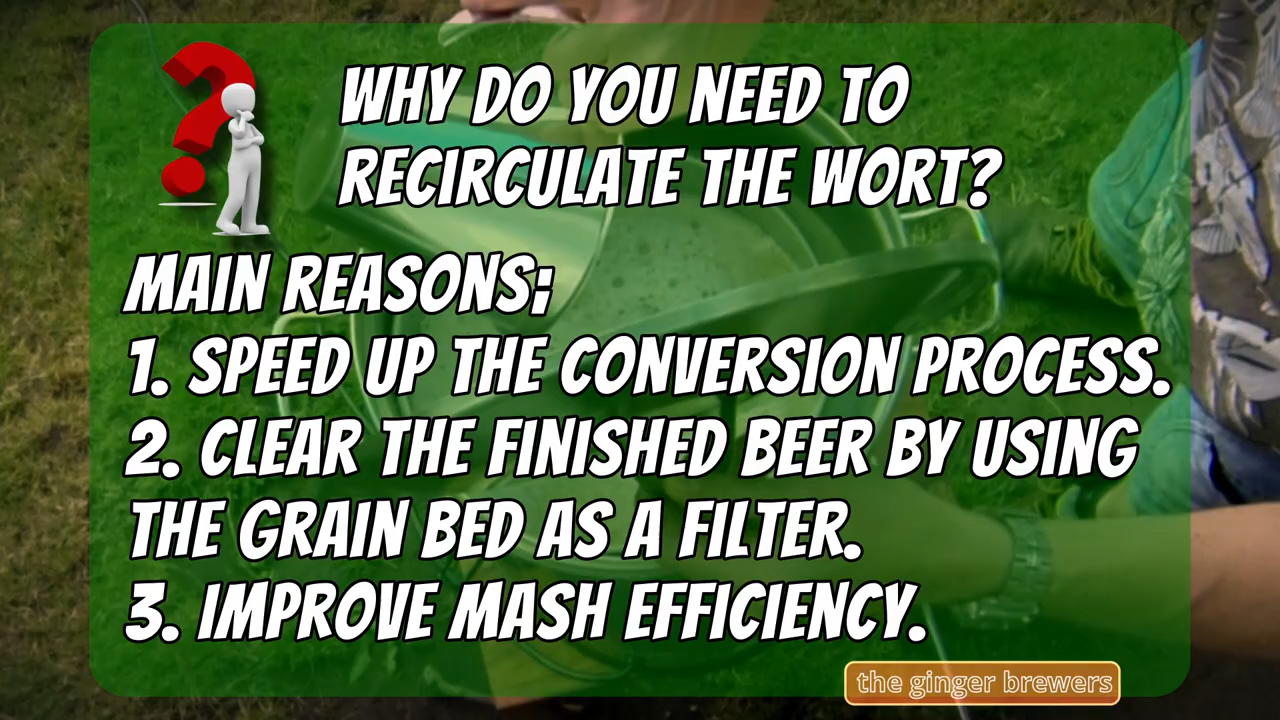 WHY DO YOU NEED TO
RECIRCULATE THE WORT?
MAIN REASONS;
1. SPEED UP THE CONVERSION PROCESS.
2. CLEAR THE FINISHED BEER BY USING
THE GRAIN BED AS A FILTER.
3. IMPROVE MASH EFFICIENCY.
the ginger brewers